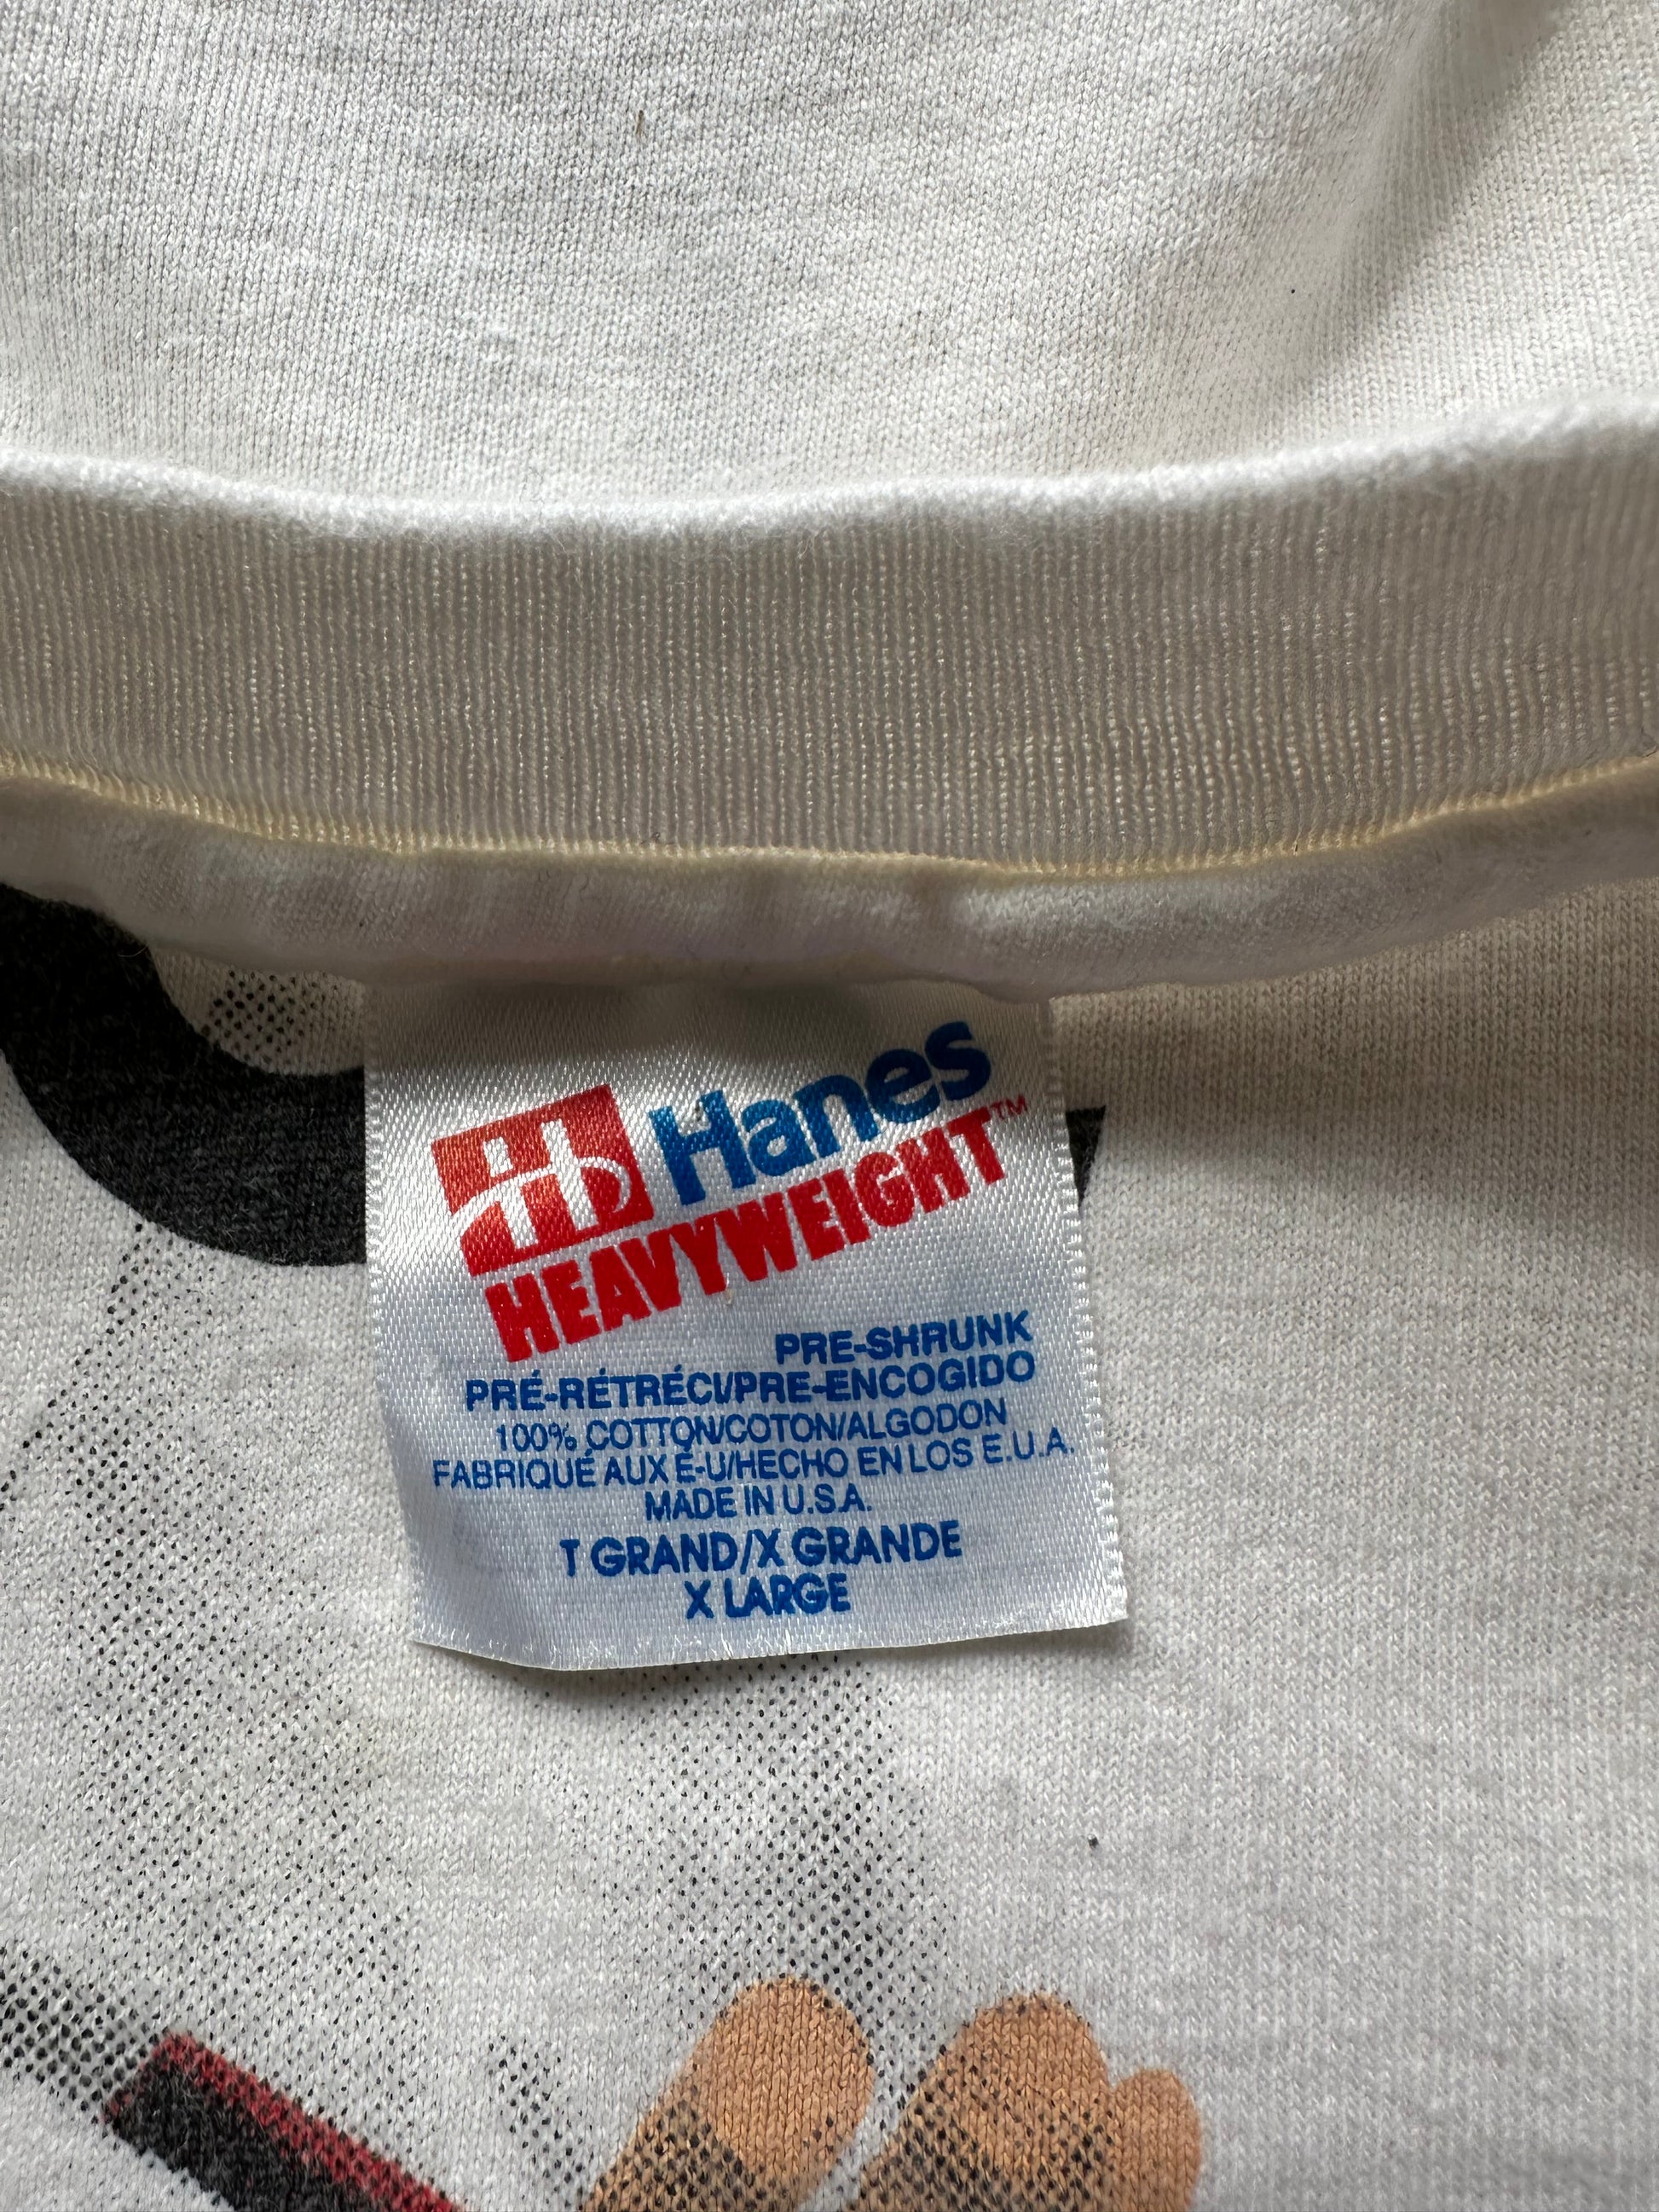 Hanes
HEAVYWEIGHT™
PRE-SHRUNK
PRÉ-RÉTRÉCI/PRE-ENCOGIDO
100% COTTON/COTON/ALGODON
FABRIQUÉ AUX É-U/HECHO EN LOS E.U.A.
MADE IN U.S.A.
T GRAND/X GRANDE
X LARGE